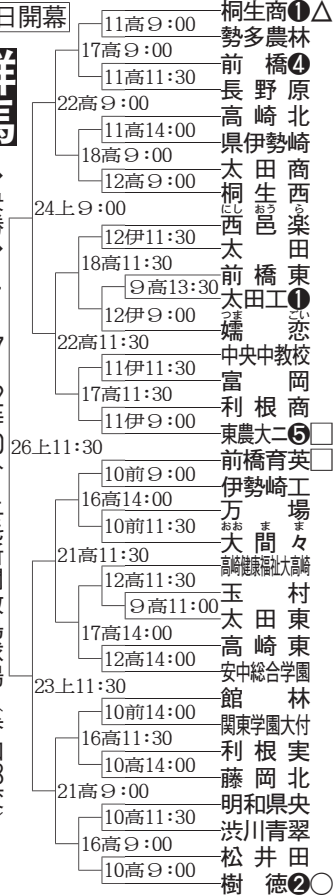 日開幕
群馬
桐生商❶△
11高9:00
勢多農林
17高9:00
前橋❹
11高11:30
長野原
22高9:00
高崎北
11高14:00
県伊勢崎
18高9:00
太田商
12高9:00
桐生西
24上9:00
西邑楽
にしおうら
12伊11:30
太田
18高11:30
前橋東
9高13:30
太田工❶
12伊9:00
嬬恋
つまごい
22高11:30
中央中教校
11伊11:30
富岡
17高11:30
利根商
11伊9:00
東農大二❺□
26上11:30
前橋育英□
10前9:00
伊勢崎工
16高14:00
万場
10前11:30
大間々
おおまま
21高11:30
高崎健康福祉大高崎
12高11:30
玉村
9高11:00
太田東
17高14:00
高崎東
12高14:00
安中総合学園
23上11:30
館林
10前14:00
関東学園大付
16高11:30
利根実
10高14:00
藤岡北
21高9:00
明和県央
10高11:30
渋川青翠
16高9:00
松井田
10高9:00
樹徳❷○